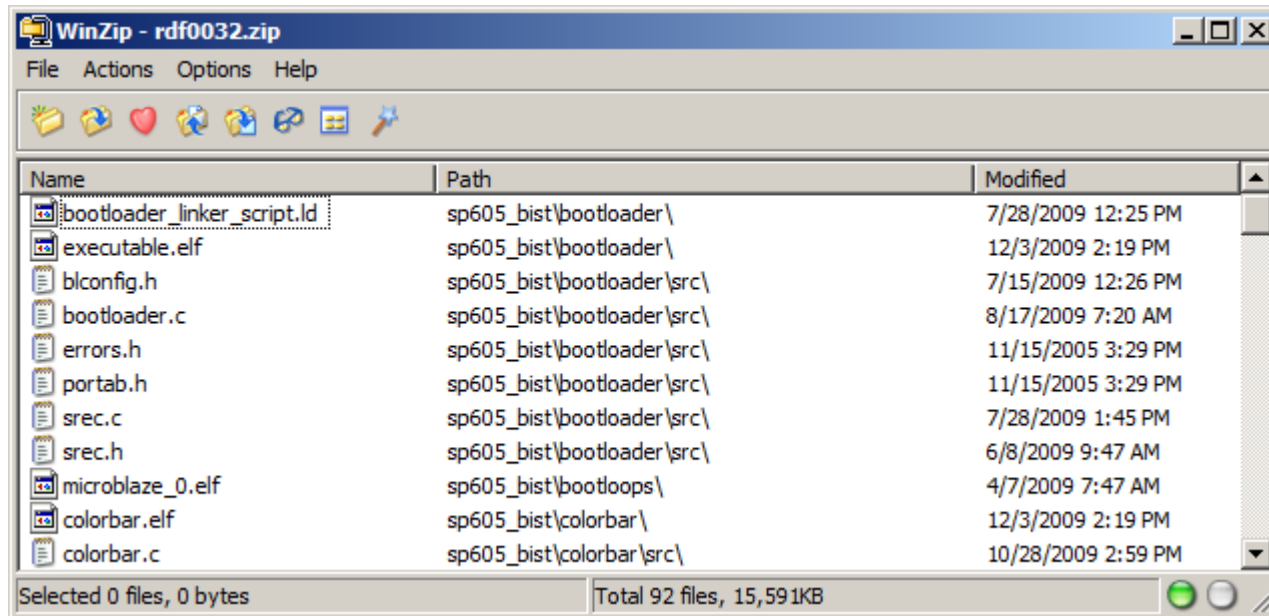 WinZip - rdf0032.zip
File Actions Options Help
Name Path Modified
bootloader_linker_script.ld sp605_bist\bootloader\ 7/28/2009 12:25 PM
executable.elf sp605_bist\bootloader\ 12/3/2009 2:19 PM
blconfig.h sp605_bist\bootloader\src\ 7/15/2009 12:26 PM
bootloader.c sp605_bist\bootloader\src\ 8/17/2009 7:20 AM
errors.h sp605_bist\bootloader\src\ 11/15/2005 3:29 PM
portab.h sp605_bist\bootloader\src\ 11/15/2005 3:29 PM
srec.c sp605_bist\bootloader\src\ 7/28/2009 1:45 PM
srec.h sp605_bist\bootloader\src\ 6/8/2009 9:47 AM
microblaze_0.elf sp605_bist\bootloops\ 4/7/2009 7:47 AM
colorbar.elf sp605_bist\colorbar\ 12/3/2009 2:19 PM
colorbar.c sp605_bist\colorbar\src\ 10/28/2009 2:59 PM
Selected 0 files, 0 bytes Total 92 files, 15,591KB